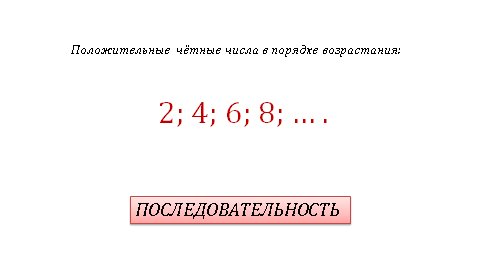 Положительные чётные числа в порядке возрастания:
2; 4; 6; 8; … .
ПОСЛЕДОВАТЕЛЬНОСТЬ